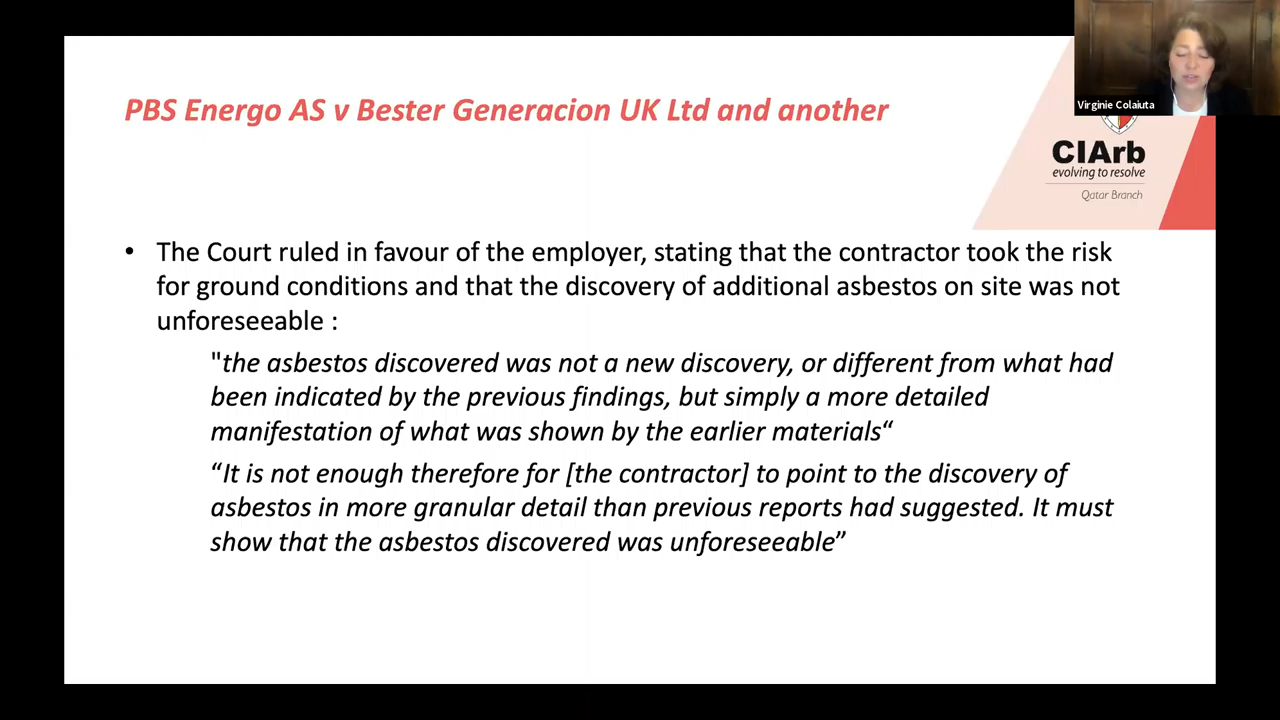 PBS Energo AS v Bester Generacion UK Ltd and another
Virginie Colaiuta
CIArb
evolving to resolve
Qatar Branch
• The Court ruled in favour of the employer, stating that the contractor took the risk
for ground conditions and that the discovery of additional asbestos on site was not
unforeseeable :
"the asbestos discovered was not a new discovery, or different from what had
been indicated by the previous findings, but simply a more detailed
manifestation of what was shown by the earlier materials“
“It is not enough therefore for [the contractor] to point to the discovery of
asbestos in more granular detail than previous reports had suggested. It must
show that the asbestos discovered was unforeseeable”